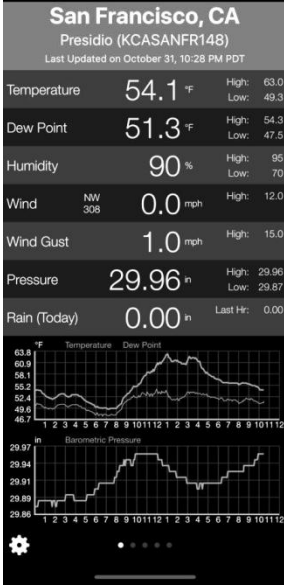 San Francisco, CA
Presidio (KCASANFR148)
Last Updated on October 31, 10:28 PM PDT
Temperature 54.1 °F High: 63.0 Low: 49.3
Dew Point 51.3 °F High: 54.3 Low: 47.5
Humidity 90 % High: 95 Low: 70
Wind NW 308 0.0 mph High: 12.0
Wind Gust 1.0 mph High: 15.0
Pressure 29.96 in High: 29.96 Low: 29.87
Rain (Today) 0.00 in Last Hr: 0.00
°F Temperature Dew Point
63.8
60.9
58.1
55.2
52.4
49.6
46.7
1 2 3 4 5 6 7 8 9 10 11 12 1 2 3 4 5 6 7 8 9 10 11 12
in Barometric Pressure
29.97
29.94
29.91
29.89
29.86
1 2 3 4 5 6 7 8 9 10 11 12 1 2 3 4 5 6 7 8 9 10 11 12